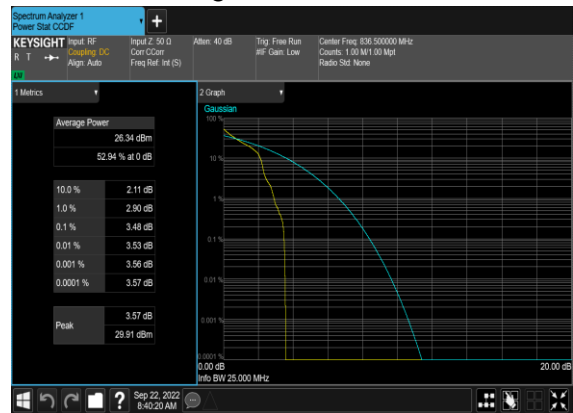 Spectrum Analyzer 1
Power Stat CCDF
+
KEYSIGHT
R T
LXI
Input: RF
Coupling: DC
Align: Auto
Input Z: 50 Ω
Corr CCorr
Freq Ref: Int (S)
Atten: 40 dB
Trig: Free Run
#IF Gain: Low
Center Freq: 836.500000 MHz
Counts: 1.00 M/1.00 Mpt
Radio Std: None
1 Metrics
Average Power
26.34 dBm
52.94 % at 0 dB
10.0 % 2.11 dB
1.0 % 2.90 dB
0.1 % 3.48 dB
0.01 % 3.53 dB
0.001 % 3.56 dB
0.0001 % 3.57 dB
Peak
3.57 dB
29.91 dBm
2 Graph
Gaussian
100 %
10 %
1 %
0.1 %
0.01 %
0.001 %
0.0001 %
0.00 dB
20.00 dB
Info BW 25.000 MHz
?
Sep 22, 2022
8:40:20 AM